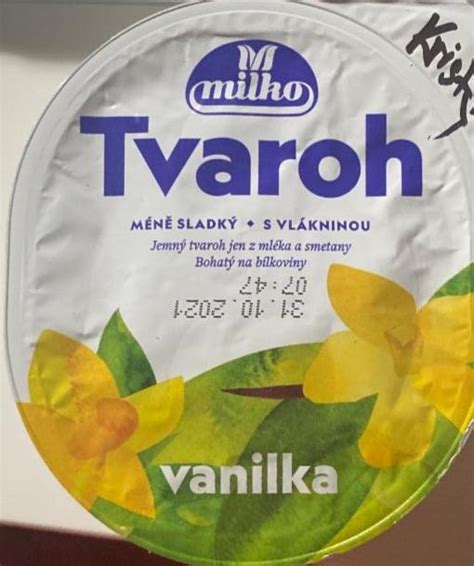 milko
Tvaroh
MÉNĚ SLADKÝ • S VLÁKNINOU
Jemný tvaroh jen z mléka a smetany
Bohatý na bílkoviny
31.10.2021
07:47
vanilka